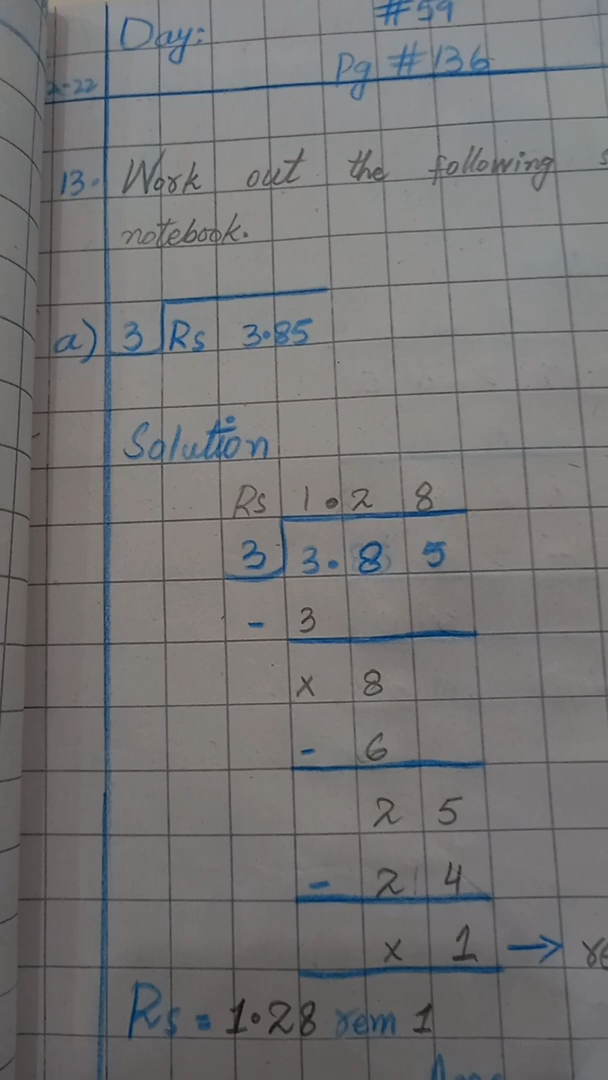 #59
Day:
Pg #136
13. Work out the following
notebook.
a) 3 Rs 3.85
Solution
Rs 1.28
3 3.85
- 3
x 8
- 6
25
- 24
x 1 →
Rs = 1.28 rem 1